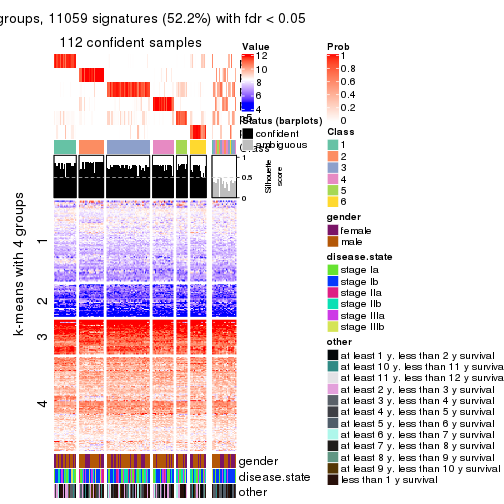 groups, 11059 signatures (52.2%) with fdr < 0.05
112 confident samples
k-means with 4 groups
1
2
3
4
1
0.5
0
Silhouette
score
gender
disease.state
other
Value
12
10
8
6
4
Status (barplots)
confident
ambiguous
Prob
1
0.8
0.6
0.4
0.2
0
Class
1
2
3
4
5
6
gender
female
male
disease.state
stage Ia
stage Ib
stage IIa
stage IIb
stage IIIa
stage IIIb
other
at least 1 y. less than 2 y survival
at least 10 y. less than 11 y surviva
at least 11 y. less than 12 y surviva
at least 2 y. less than 3 y survival
at least 3 y. less than 4 y survival
at least 4 y. less than 5 y survival
at least 5 y. less than 6 y survival
at least 6 y. less than 7 y survival
at least 7 y. less than 8 y survival
at least 8 y. less than 9 y survival
at least 9 y. less than 10 y survival
less than 1 y survival